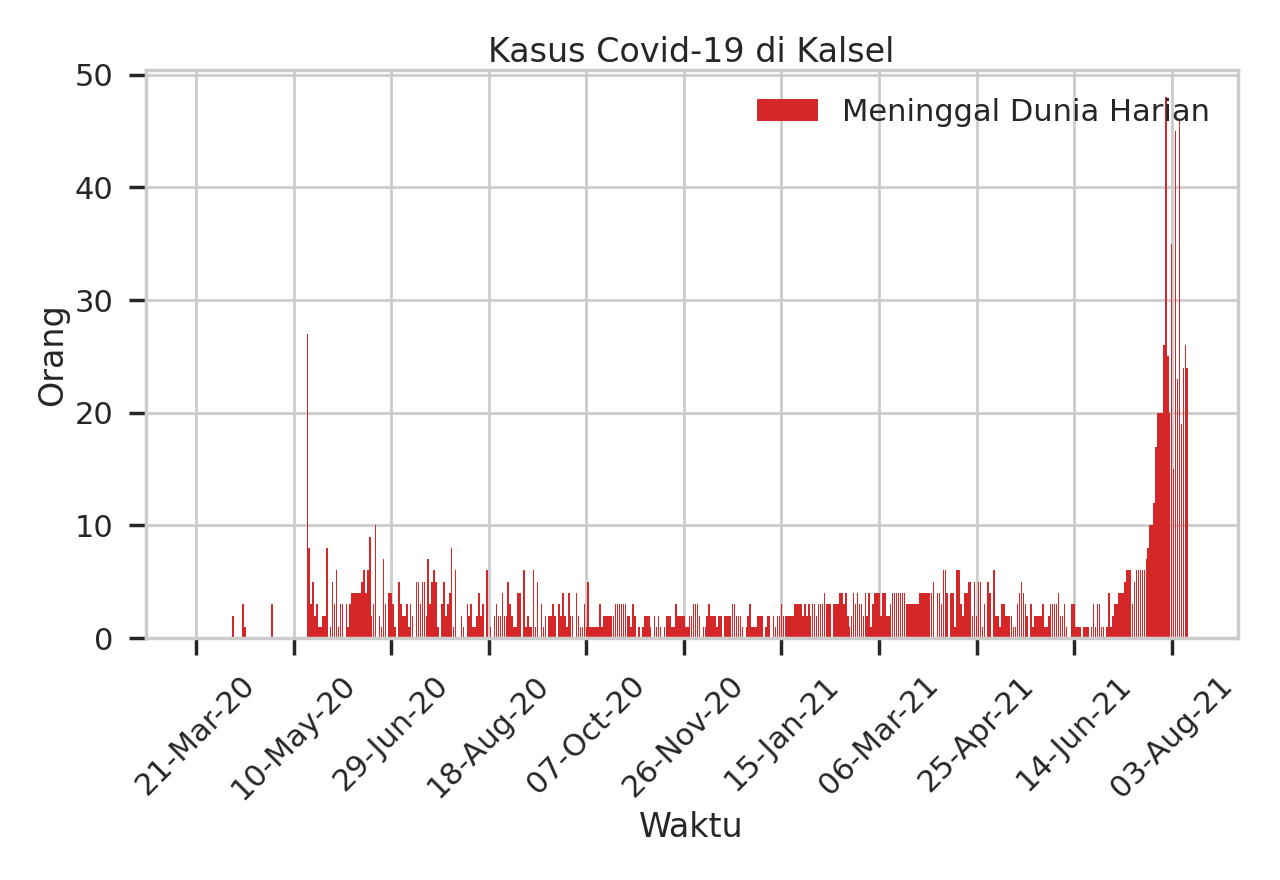 Kasus Covid-19 di Kalsel
Meninggal Dunia Harian
50
40
30
20
10
0
Orang
21-Mar-20
10-May-20
29-Jun-20
18-Aug-20
07-Oct-20
26-Nov-20
15-Jan-21
06-Mar-21
25-Apr-21
14-Jun-21
03-Aug-21
Waktu